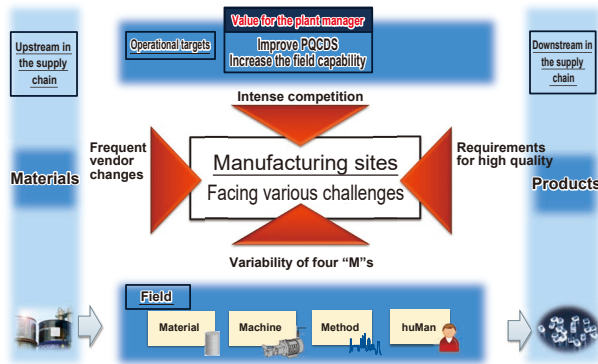 Value for the plant manager
Upstream in
the supply
chain
Operational targets
Improve PQCDS
Increase the field capability
Downstream in
the supply
chain
Intense competition
Frequent
vendor
changes
Requirements
for high quality
Manufacturing sites
Facing various challenges
Materials
Products
Variability of four “M”s
Field
Material
Machine
Method
huMan